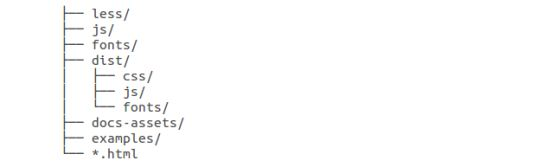 ├── less/
├── js/
├── fonts/
├── dist/
│   ├── css/
│   ├── js/
│   └── fonts/
├── docs-assets/
├── examples/
└── *.html